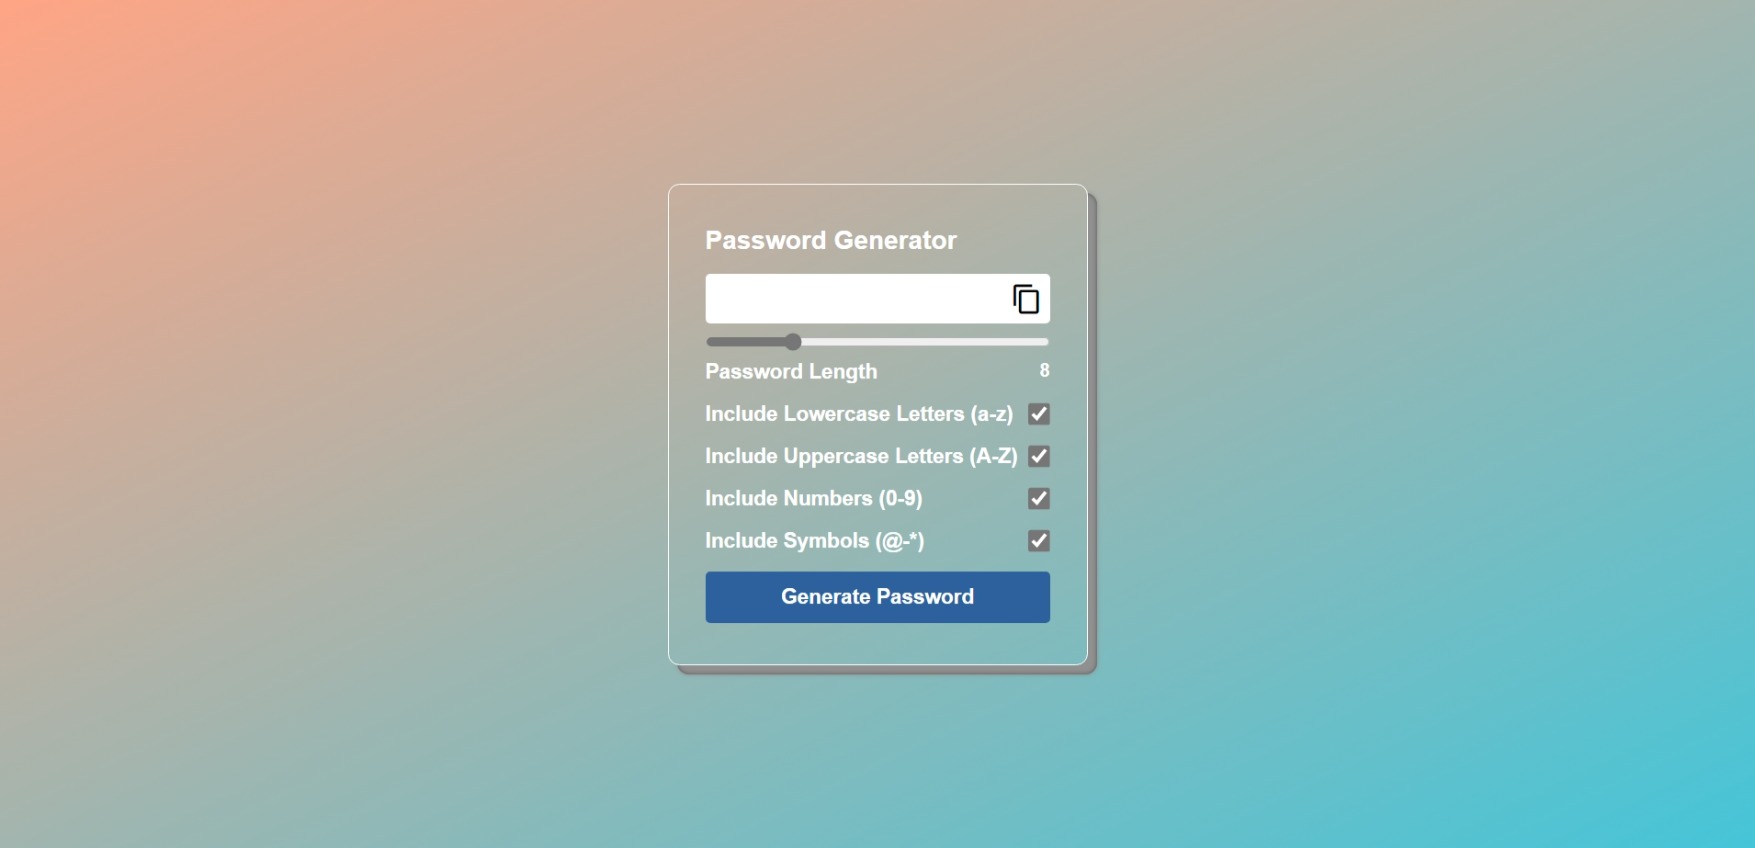 Password Generator
Password Length 8
Include Lowercase Letters (a-z)
Include Uppercase Letters (A-Z)
Include Numbers (0-9)
Include Symbols (@-*)
Generate Password